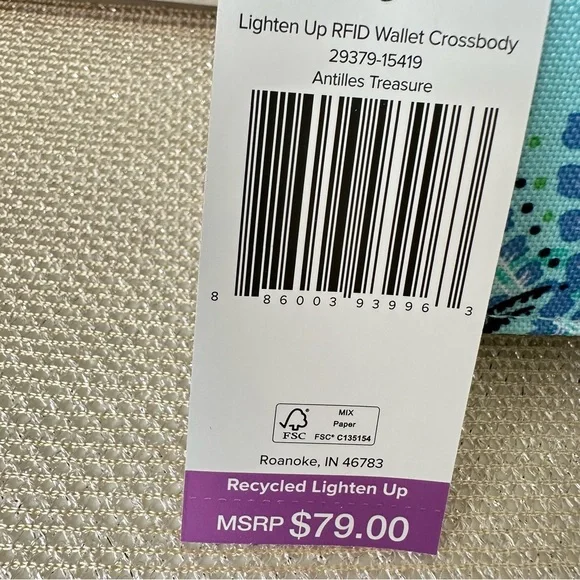 Lighten Up RFID Wallet Crossbody
29379-15419
Antilles Treasure
8 86003 93996 3
FSC
MIX
Paper
FSC® C135154
Roanoke, IN 46783
Recycled Lighten Up
MSRP $79.00